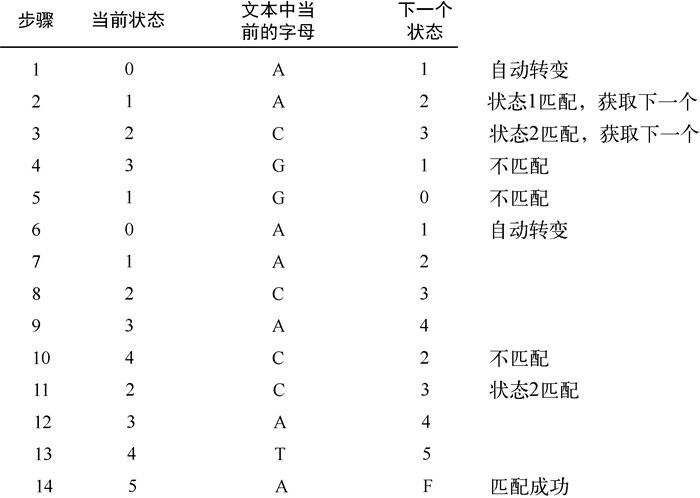 步骤 当前状态 文本中当前的字母 下一个状态
1 0 A 1 自动转变
2 1 A 2 状态1匹配，获取下一个
3 2 C 3 状态2匹配，获取下一个
4 3 G 1 不匹配
5 1 G 0 不匹配
6 0 A 1 自动转变
7 1 A 2
8 2 C 3
9 3 A 4
10 4 C 2 不匹配
11 2 C 3 状态2匹配
12 3 A 4
13 4 T 5
14 5 A F 匹配成功